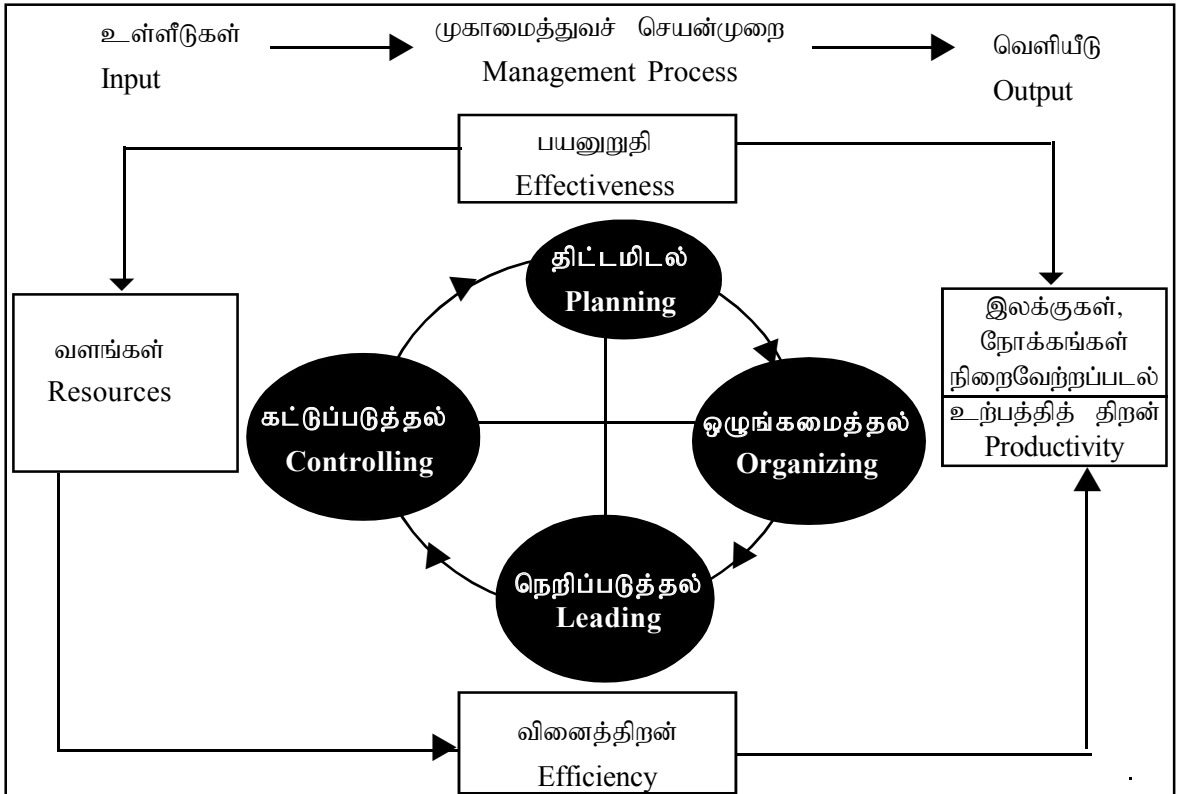 உள்ளீடுகள்
Input
முகாமைத்துவச் செயன்முறை
Management Process
வெளியீடு
Output
பயனுறுதி
Effectiveness
திட்டமிடல்
Planning
வளங்கள்
Resources
இலக்குகள்,
நோக்கங்கள்
நிறைவேற்றப்படல்
உற்பத்தித் திறன்
Productivity
கட்டுப்படுத்தல்
Controlling
ஒழுங்கமைத்தல்
Organizing
நெறிப்படுத்தல்
Leading
வினைத்திறன்
Efficiency